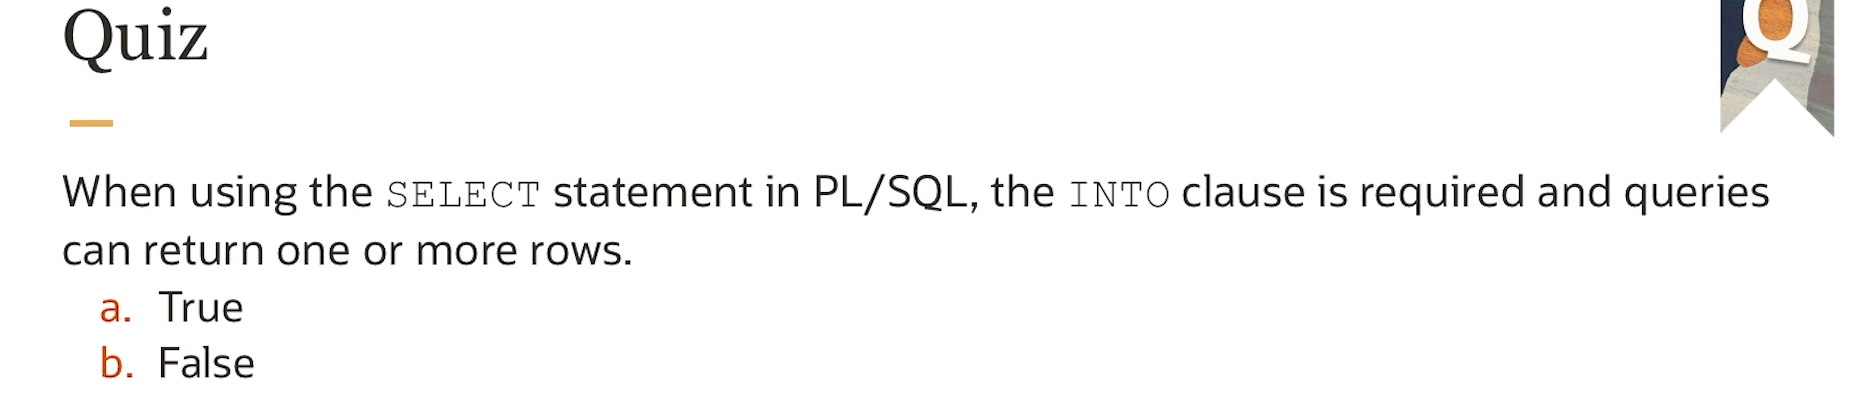 Quiz
Q
When using the SELECT statement in PL/SQL, the INTO clause is required and queries
can return one or more rows.
a. True
b. False